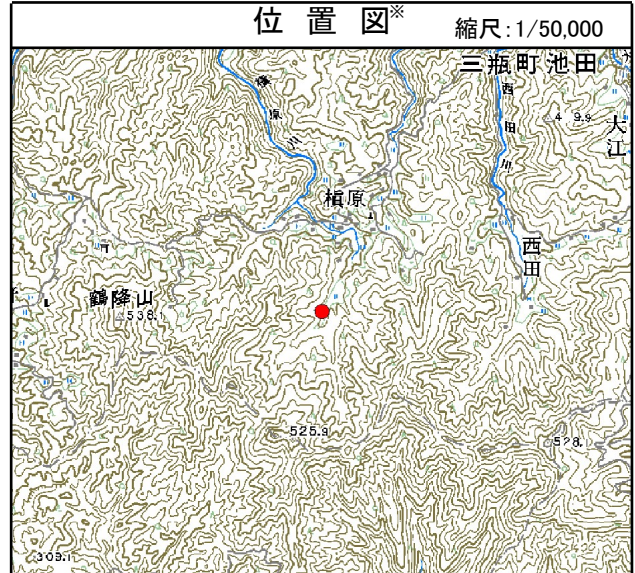 位置図※
縮尺：1/50,000
三瓶町池田
大江
西田川
槙原
西田
鶴降山
538.1
525.9
528.
309.1